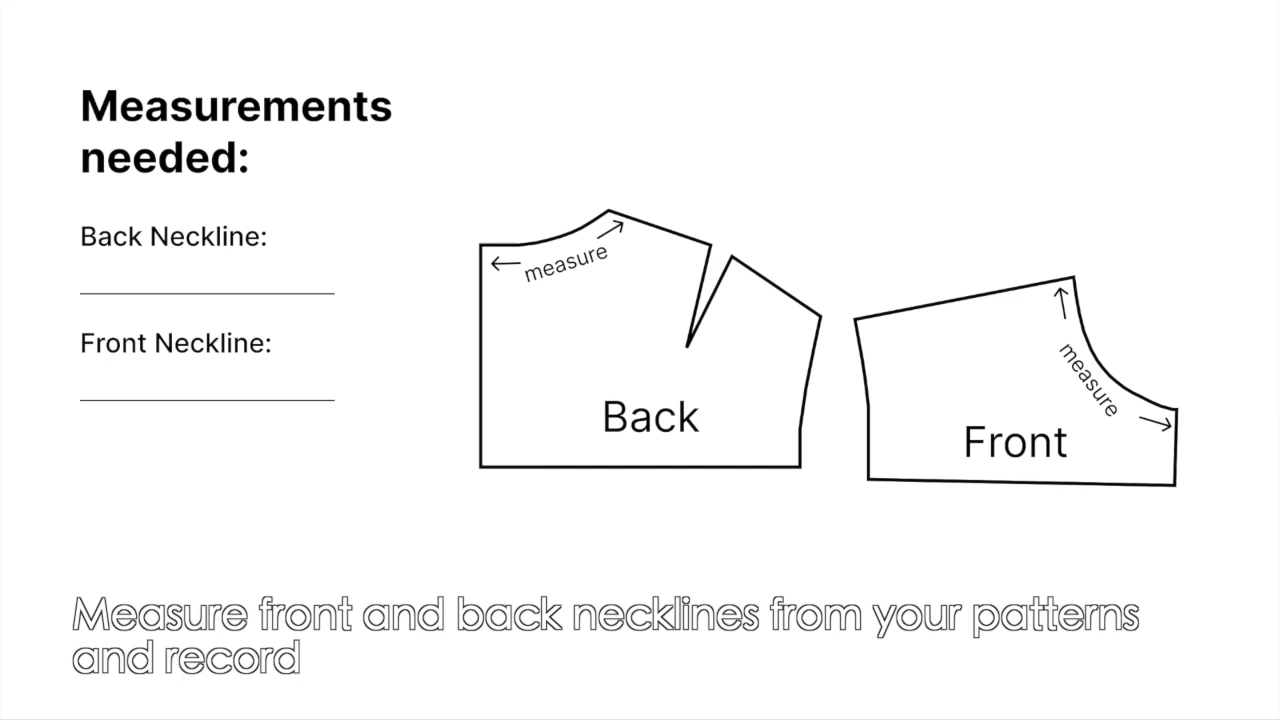 Measurements
needed:
Back Neckline:
Front Neckline:
measure
Back
measure
Front
Measure front and back necklines from your patterns
and record